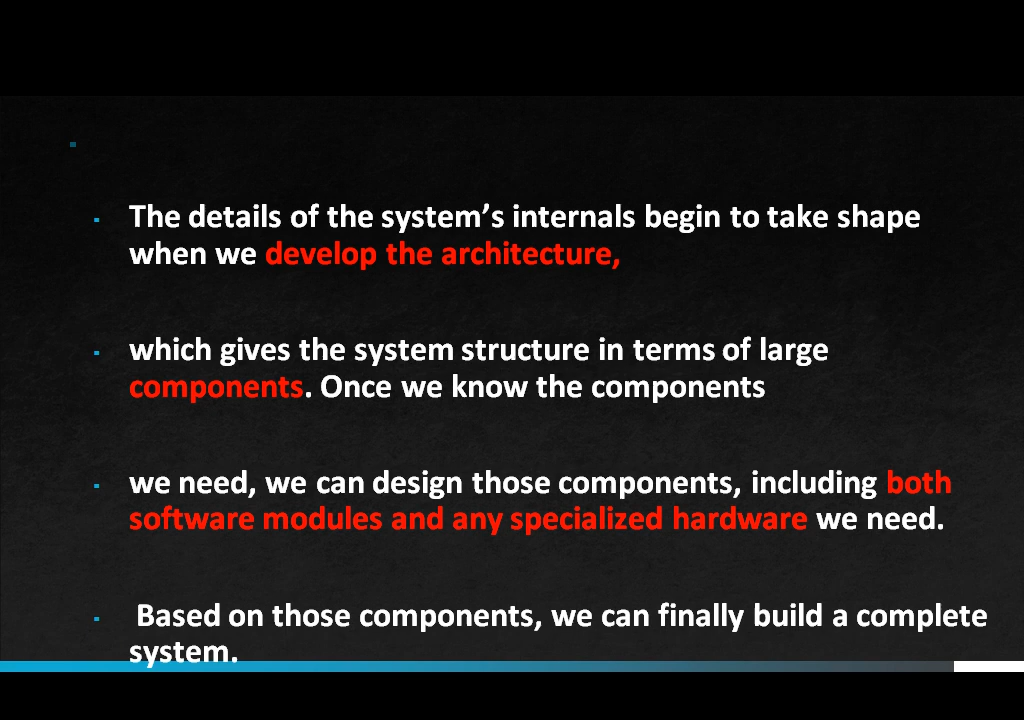 The details of the system’s internals begin to take shape
when we develop the architecture,
which gives the system structure in terms of large
components. Once we know the components
we need, we can design those components, including both
software modules and any specialized hardware we need.
Based on those components, we can finally build a complete
system.